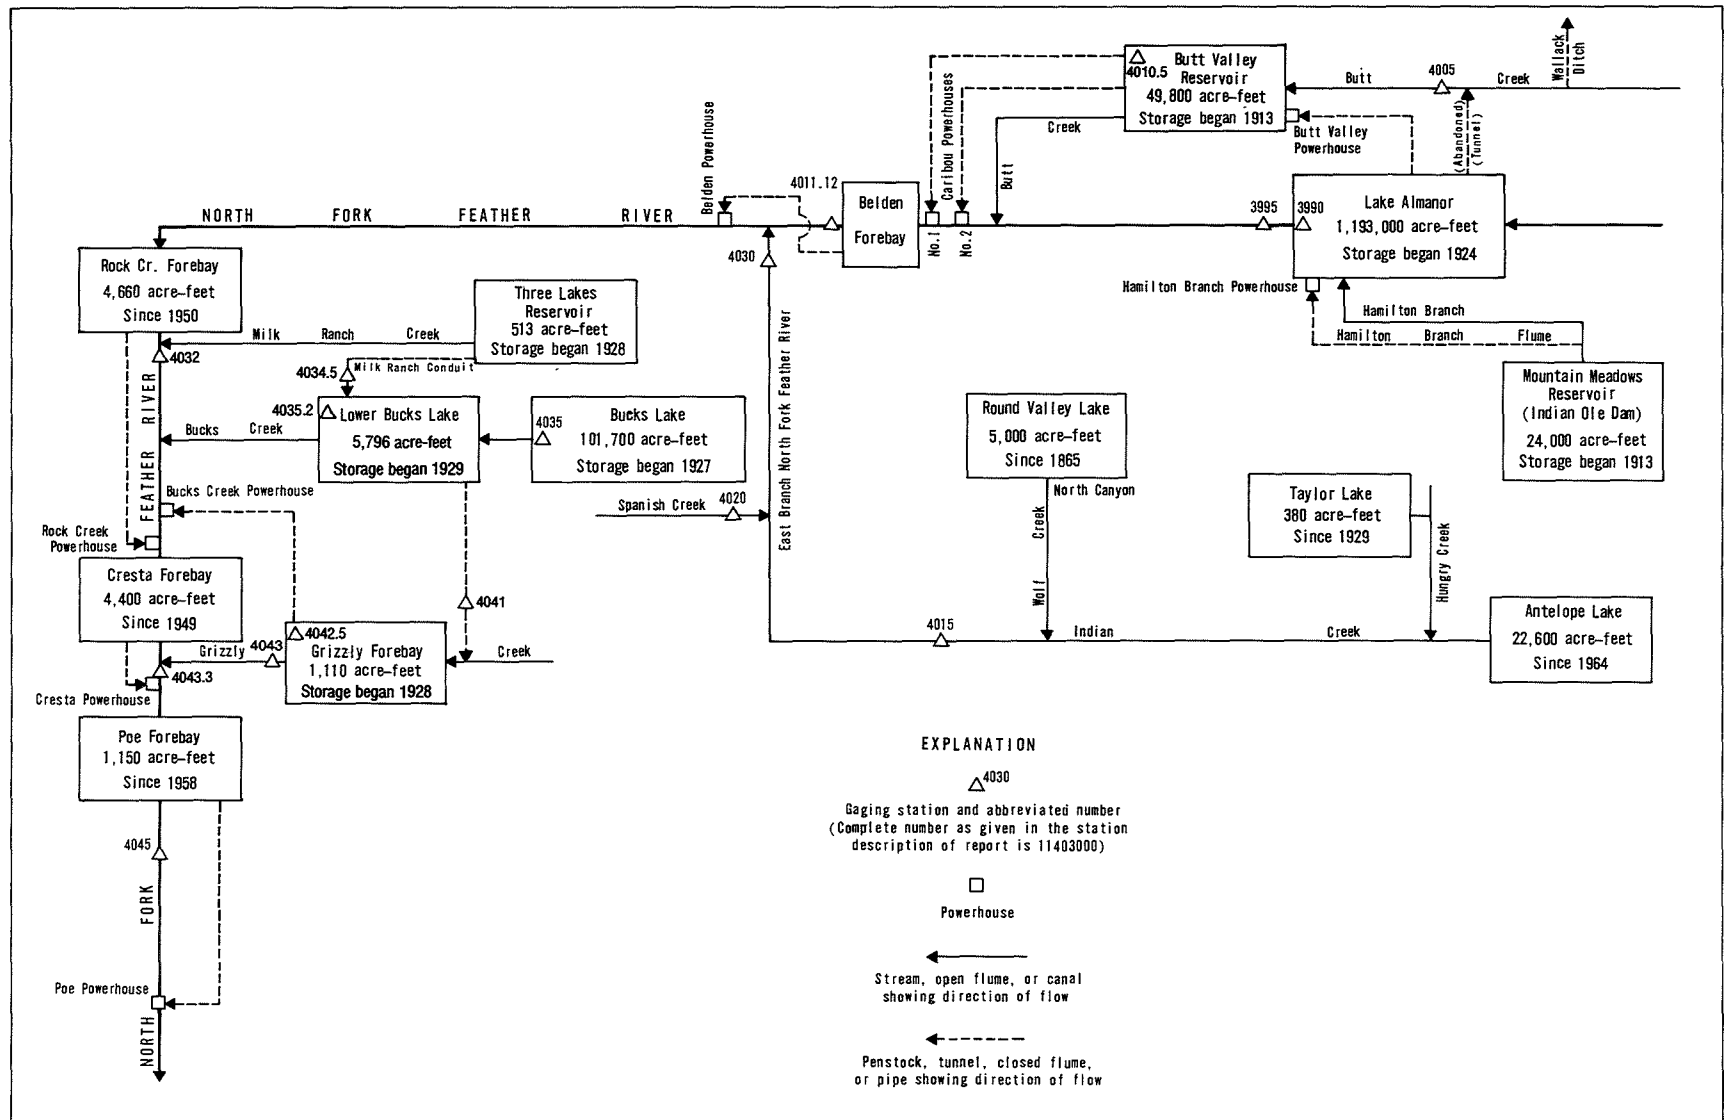 Wallack
Ditch
Butt Valley
Reservoir
49,800 acre-feet
Storage began 1913
4010.5
Butt
4005
Creek
(Abandoned)
(Tunnel)
Butt Valley
Powerhouse
Caribou Powerhouses
No.1
No.2
Creek
Butt
Belden Powerhouse
4011.12
Belden
Forebay
3995
3990
Lake Almanor
1,193,000 acre-feet
Storage began 1924
NORTH FORK FEATHER RIVER
4030
Hamilton Branch Powerhouse
Hamilton Branch
Hamilton Branch Flume
Mountain Meadows
Reservoir
(Indian Ole Dam)
24,000 acre-feet
Storage began 1913
Rock Cr. Forebay
4,660 acre-feet
Since 1950
Three Lakes
Reservoir
513 acre-feet
Storage began 1928
Milk Ranch Creek
4032
Milk Ranch Conduit
4034.5
4035.2
Lower Bucks Lake
5,796 acre-feet
Storage began 1929
4035
Bucks Lake
101,700 acre-feet
Storage began 1927
Bucks Creek
East Branch North Fork Feather River
Round Valley Lake
5,000 acre-feet
Since 1865
North Canyon
Wolf Creek
Taylor Lake
380 acre-feet
Since 1929
Hungry Creek
Spanish Creek
4020
FEATHER RIVER
Bucks Creek Powerhouse
Rock Creek
Powerhouse
Cresta Forebay
4,400 acre-feet
Since 1949
4041
4042.5
Grizzly Forebay
1,110 acre-feet
Storage began 1928
Grizzly
4043
Creek
4043.3
Cresta Powerhouse
4015
Indian Creek
Antelope Lake
22,600 acre-feet
Since 1964
Poe Forebay
1,150 acre-feet
Since 1958
4045
NORTH FORK
Poe Powerhouse
EXPLANATION
4030
Gaging station and abbreviated number
(Complete number as given in the station
description of report is 11403000)
Powerhouse
Stream, open flume, or canal
showing direction of flow
Penstock, tunnel, closed flume,
or pipe showing direction of flow